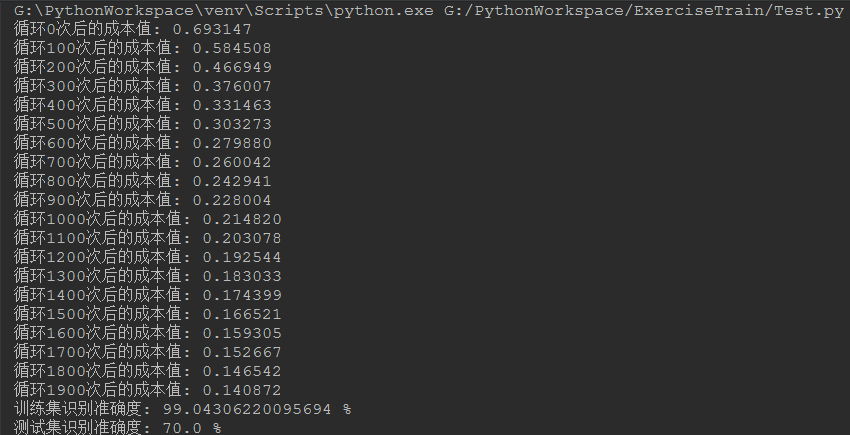 G:\PythonWorkspace\venv\Scripts\python.exe G:/PythonWorkspace/ExerciseTrain/Test.py
循环0次后的成本值: 0.693147
循环100次后的成本值: 0.584508
循环200次后的成本值: 0.466949
循环300次后的成本值: 0.376007
循环400次后的成本值: 0.331463
循环500次后的成本值: 0.303273
循环600次后的成本值: 0.279880
循环700次后的成本值: 0.260042
循环800次后的成本值: 0.242941
循环900次后的成本值: 0.228004
循环1000次后的成本值: 0.214820
循环1100次后的成本值: 0.203078
循环1200次后的成本值: 0.192544
循环1300次后的成本值: 0.183033
循环1400次后的成本值: 0.174399
循环1500次后的成本值: 0.166521
循环1600次后的成本值: 0.159305
循环1700次后的成本值: 0.152667
循环1800次后的成本值: 0.146542
循环1900次后的成本值: 0.140872
训练集识别准确度: 99.04306220095694 %
测试集识别准确度: 70.0 %